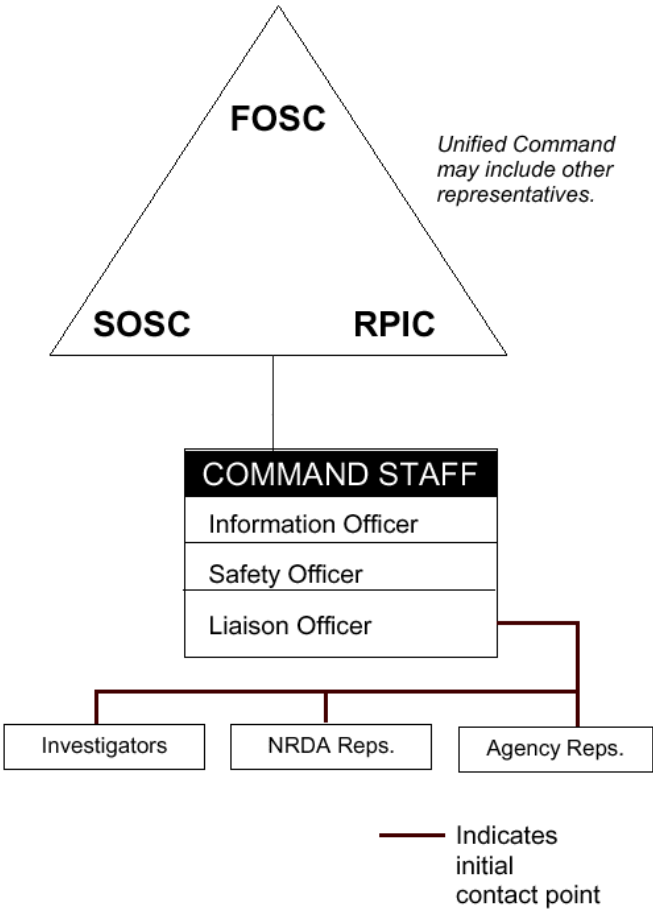 FOSC
Unified Command
may include other
representatives.
SOSC
RPIC
COMMAND STAFF
Information Officer
Safety Officer
Liaison Officer
Investigators
NRDA Reps.
Agency Reps.
Indicates
initial
contact point